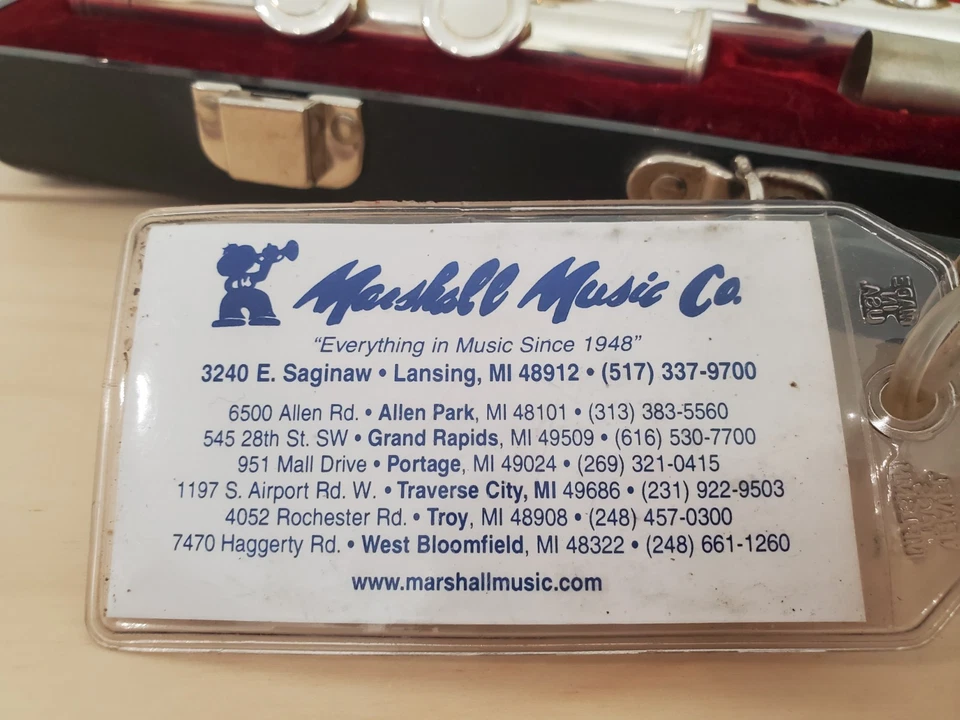 Marshall Music Co.
"Everything in Music Since 1948"
3240 E. Saginaw • Lansing, MI 48912 • (517) 337-9700
6500 Allen Rd. • Allen Park, MI 48101 • (313) 383-5560
545 28th St. SW • Grand Rapids, MI 49509 • (616) 530-7700
951 Mall Drive • Portage, MI 49024 • (269) 321-0415
1197 S. Airport Rd. W. • Traverse City, MI 49686 • (231) 922-9503
4052 Rochester Rd. • Troy, MI 48908 • (248) 457-0300
7470 Haggerty Rd. • West Bloomfield, MI 48322 • (248) 661-1260
www.marshallmusic.com